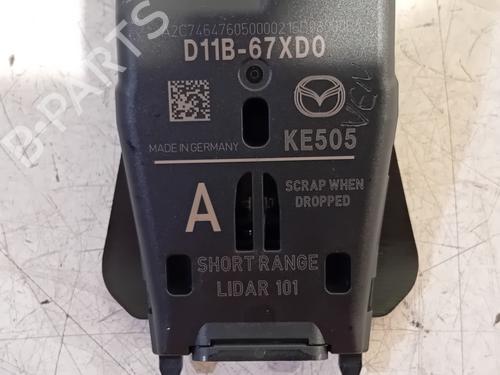 D11B-67XD0
KE505
MADE IN GERMANY
A
SCRAP WHEN
DROPPED
SHORT RANGE
LIDAR 101
B-PARTS